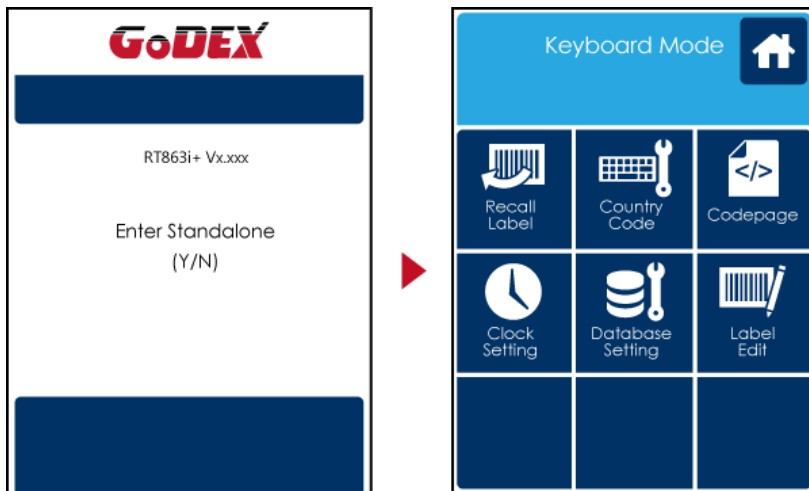 GoDEX
RT863i+ Vx.xxx
Enter Standalone
(Y/N)
Keyboard Mode
Recall
Label
Country
Code
</>
Codepage
Clock
Setting
Database
Setting
Label
Edit